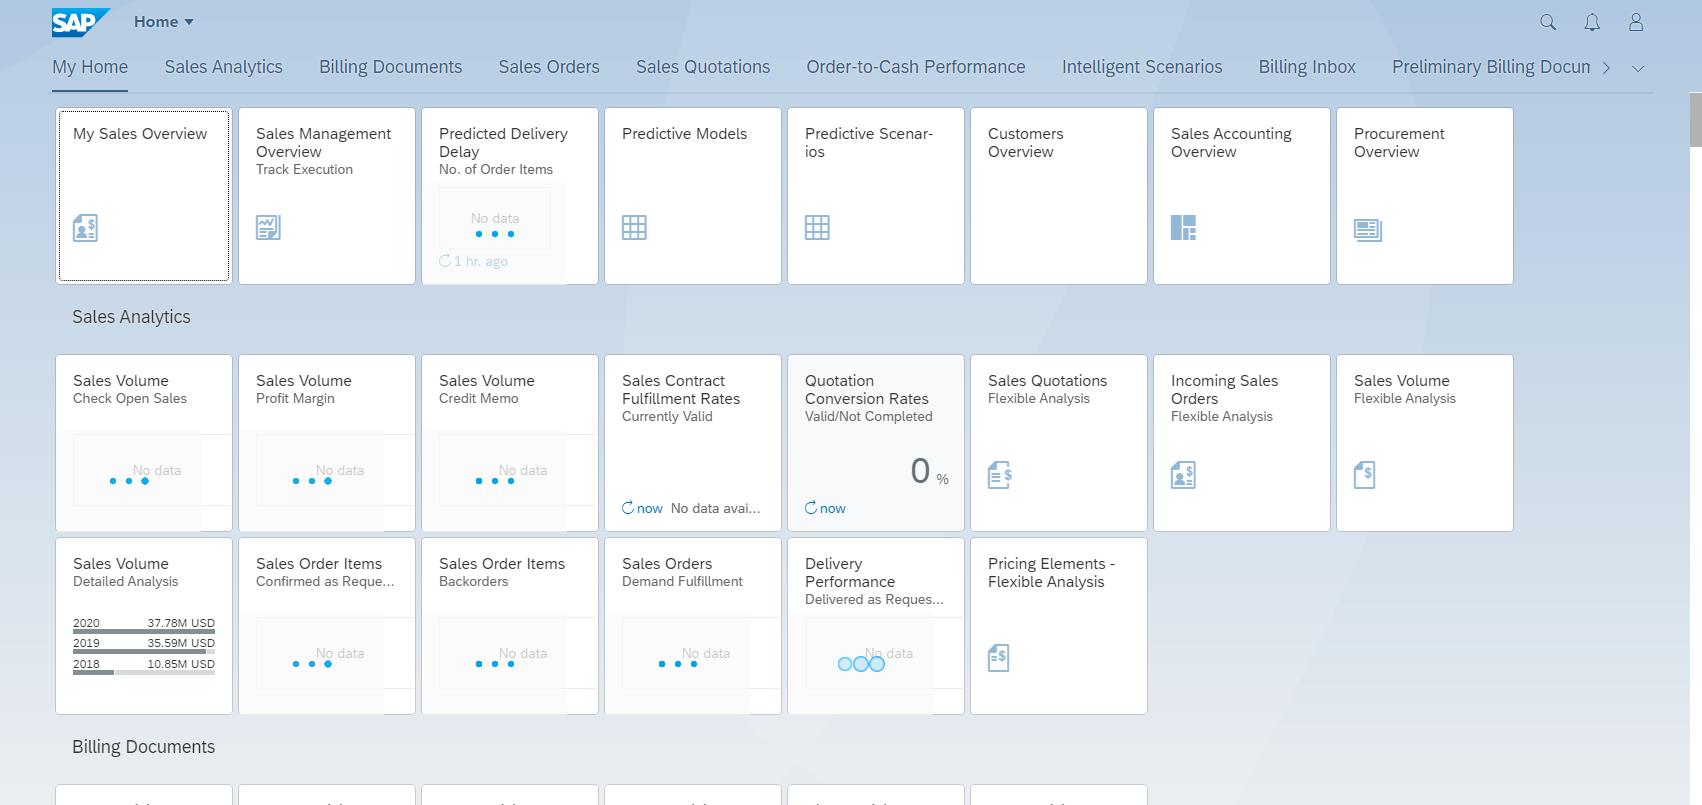 SAP
Home
My Home
Sales Analytics
Billing Documents
Sales Orders
Sales Quotations
Order-to-Cash Performance
Intelligent Scenarios
Billing Inbox
Preliminary Billing Docun
My Sales Overview
Sales Management
Overview
Track Execution
Predicted Delivery
Delay
No. of Order Items
No data
1 hr. ago
Predictive Models
Predictive Scenar-
ios
Customers
Overview
Sales Accounting
Overview
Procurement
Overview
Sales Analytics
Sales Volume
Check Open Sales
No data
Sales Volume
Profit Margin
No data
Sales Volume
Credit Memo
No data
Sales Contract
Fulfillment Rates
Currently Valid
now No data avai...
Quotation
Conversion Rates
Valid/Not Completed
0 %
now
Sales Quotations
Flexible Analysis
Incoming Sales
Orders
Flexible Analysis
Sales Volume
Flexible Analysis
Sales Volume
Detailed Analysis
2020 37.78M USD
2019 35.59M USD
2018 10.85M USD
Sales Order Items
Confirmed as Reque...
No data
Sales Order Items
Backorders
No data
Sales Orders
Demand Fulfillment
No data
Delivery
Performance
Delivered as Reques...
No data
Pricing Elements -
Flexible Analysis
Billing Documents